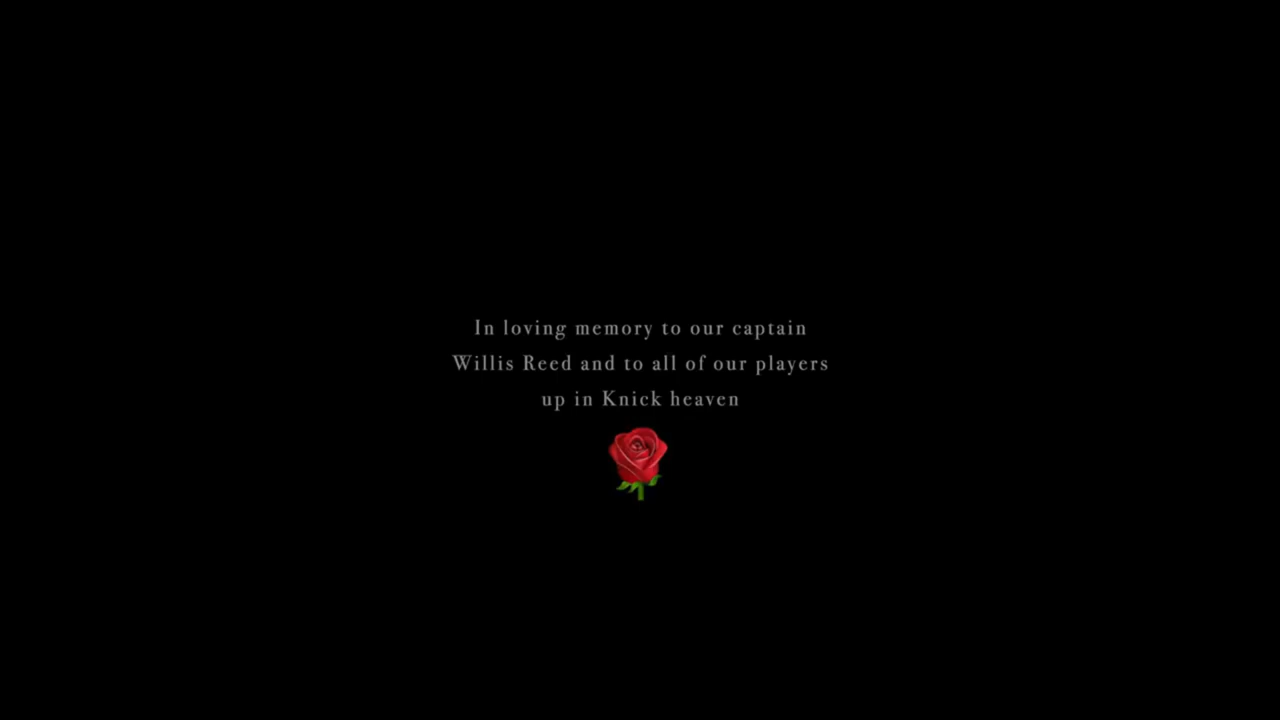 In loving memory to our captain
Willis Reed and to all of our players
up in Knick heaven